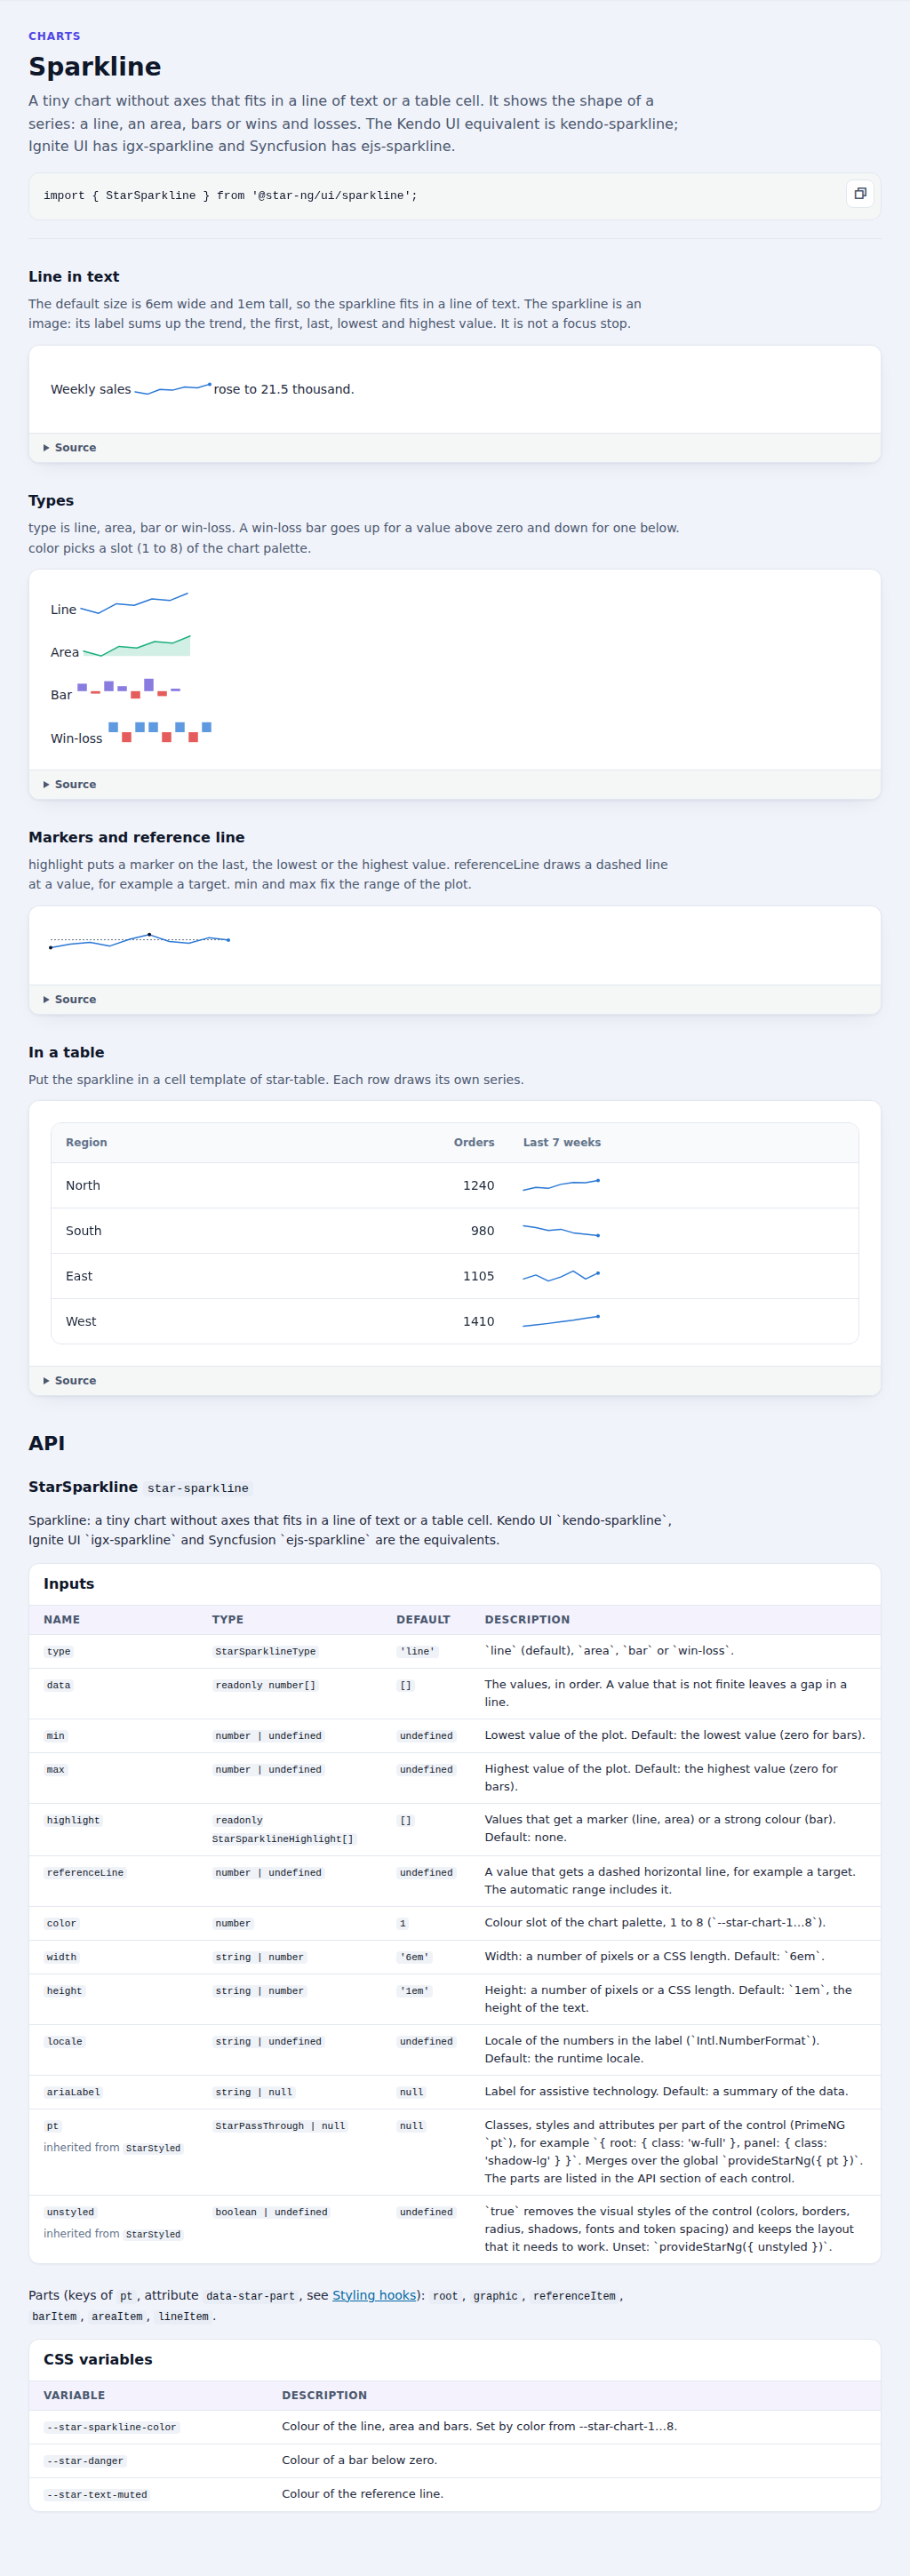 CHARTS
Sparkline
A tiny chart without axes that fits in a line of text or a table cell. It shows the shape of a
series: a line, an area, bars or wins and losses. The Kendo UI equivalent is kendo-sparkline;
Ignite UI has igx-sparkline and Syncfusion has ejs-sparkline.
import { StarSparkline } from '@star-ng/ui/sparkline';
Line in text
The default size is 6em wide and 1em tall, so the sparkline fits in a line of text. The sparkline is an
image: its label sums up the trend, the first, last, lowest and highest value. It is not a focus stop.
Weekly sales rose to 21.5 thousand.
Source
Types
type is line, area, bar or win-loss. A win-loss bar goes up for a value above zero and down for one below.
color picks a slot (1 to 8) of the chart palette.
Line
Area
Bar
Win-loss
Source
Markers and reference line
highlight puts a marker on the last, the lowest or the highest value. referenceLine draws a dashed line
at a value, for example a target. min and max fix the range of the plot.
Source
In a table
Put the sparkline in a cell template of star-table. Each row draws its own series.
Region Orders Last 7 weeks
North 1240
South 980
East 1105
West 1410
Source
API
StarSparkline star-sparkline
Sparkline: a tiny chart without axes that fits in a line of text or a table cell. Kendo UI `kendo-sparkline`,
Ignite UI `igx-sparkline` and Syncfusion `ejs-sparkline` are the equivalents.
Inputs
NAME TYPE DEFAULT DESCRIPTION
type StarSparklineType 'line' `line` (default), `area`, `bar` or `win-loss`.
data readonly number[] [] The values, in order. A value that is not finite leaves a gap in a
line.
min number | undefined undefined Lowest value of the plot. Default: the lowest value (zero for bars).
max number | undefined undefined Highest value of the plot. Default: the highest value (zero for
bars).
highlight readonly [] Values that get a marker (line, area) or a strong colour (bar).
StarSparklineHighlight[] Default: none.
referenceLine number | undefined undefined A value that gets a dashed horizontal line, for example a target.
The automatic range includes it.
color number 1 Colour slot of the chart palette, 1 to 8 (`--star-chart-1…8`).
width string | number '6em' Width: a number of pixels or a CSS length. Default: `6em`.
height string | number '1em' Height: a number of pixels or a CSS length. Default: `1em`, the
height of the text.
locale string | undefined undefined Locale of the numbers in the label (`Intl.NumberFormat`).
Default: the runtime locale.
ariaLabel string | null null Label for assistive technology. Default: a summary of the data.
pt StarPassThrough | null null Classes, styles and attributes per part of the control (PrimeNG
inherited from StarStyled `pt`), for example `{ root: { class: 'w-full' }, panel: { class:
'shadow-lg' } }`. Merges over the global `provideStarNg({ pt })`.
The parts are listed in the API section of each control.
unstyled boolean | undefined undefined `true` removes the visual styles of the control (colors, borders,
inherited from StarStyled radius, shadows, fonts and token spacing) and keeps the layout
that it needs to work. Unset: `provideStarNg({ unstyled })`.
Parts (keys of pt, attribute data-star-part, see Styling hooks): root, graphic, referenceItem,
barItem, areaItem, lineItem.
CSS variables
VARIABLE DESCRIPTION
--star-sparkline-color Colour of the line, area and bars. Set by color from --star-chart-1…8.
--star-danger Colour of a bar below zero.
--star-text-muted Colour of the reference line.